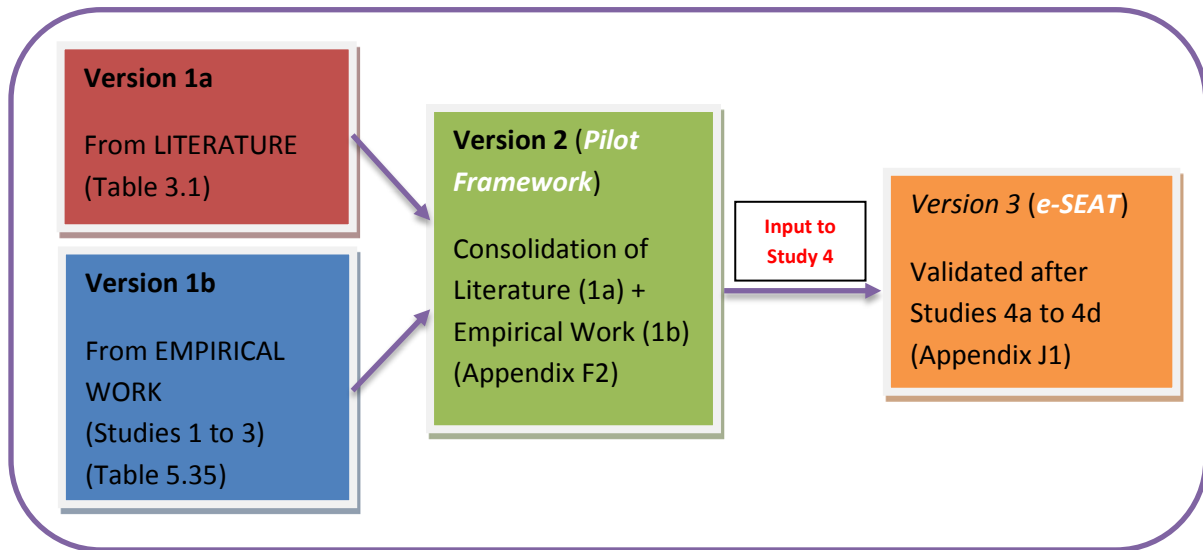 Version 1a
From LITERATURE
(Table 3.1)
Version 1b
From EMPIRICAL
WORK
(Studies 1 to 3)
(Table 5.35)
Version 2 (Pilot
Framework)
Consolidation of
Literature (1a) +
Empirical Work (1b)
(Appendix F2)
Input to
Study 4
Version 3 (e-SEAT)
Validated after
Studies 4a to 4d
(Appendix J1)